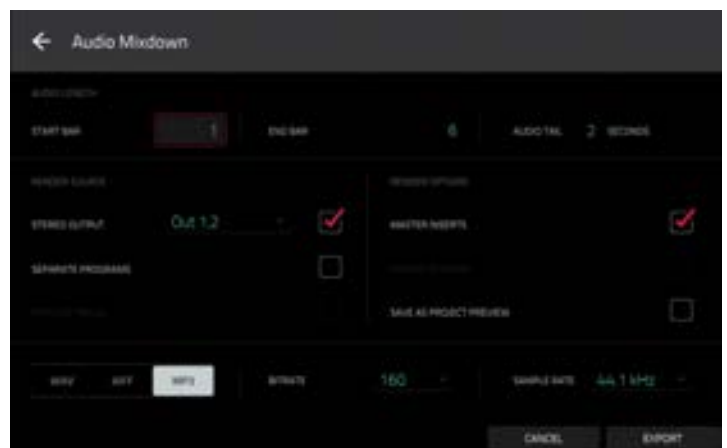 Audio Mixdown
AUDIO LENGTH
START BAR 1 END BAR 6 AUDIO TAIL 2 SECONDS
RENDER SOURCE RENDER OPTIONS
STEREO OUTPUT Out 1,2 MASTER INSERTS
SEPARATE PROGRAMS
SAVE AS PROJECT PREVIEW
WAV AIFF MP3 BITRATE 160 SAMPLE RATE 44.1 kHz
CANCEL EXPORT